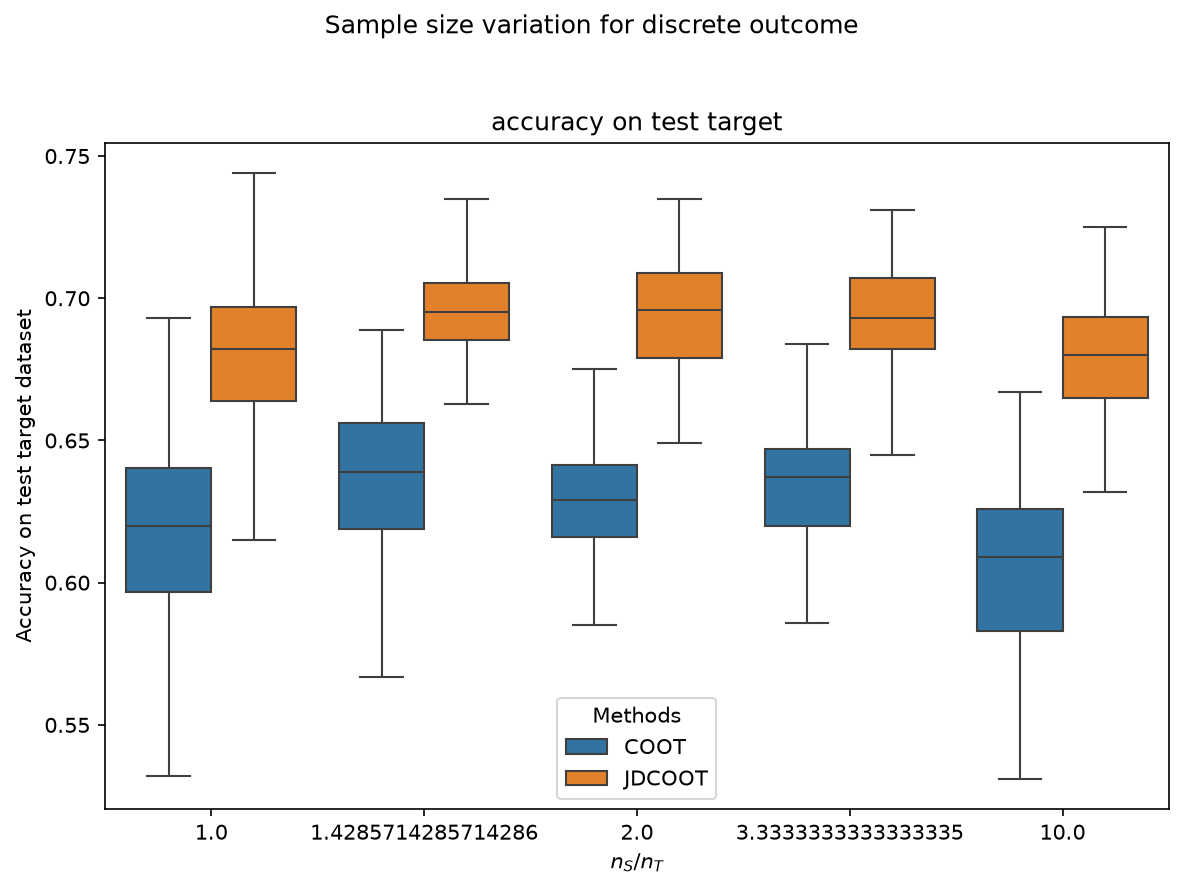 Sample size variation for discrete outcome
accuracy on test target
Accuracy on test target dataset
0.75
0.70
0.65
0.60
0.55
Methods
COOT
JDCOOT
1.0 1.4285714285714286 2.0 3.3333333333333335 10.0
n_S/n_T